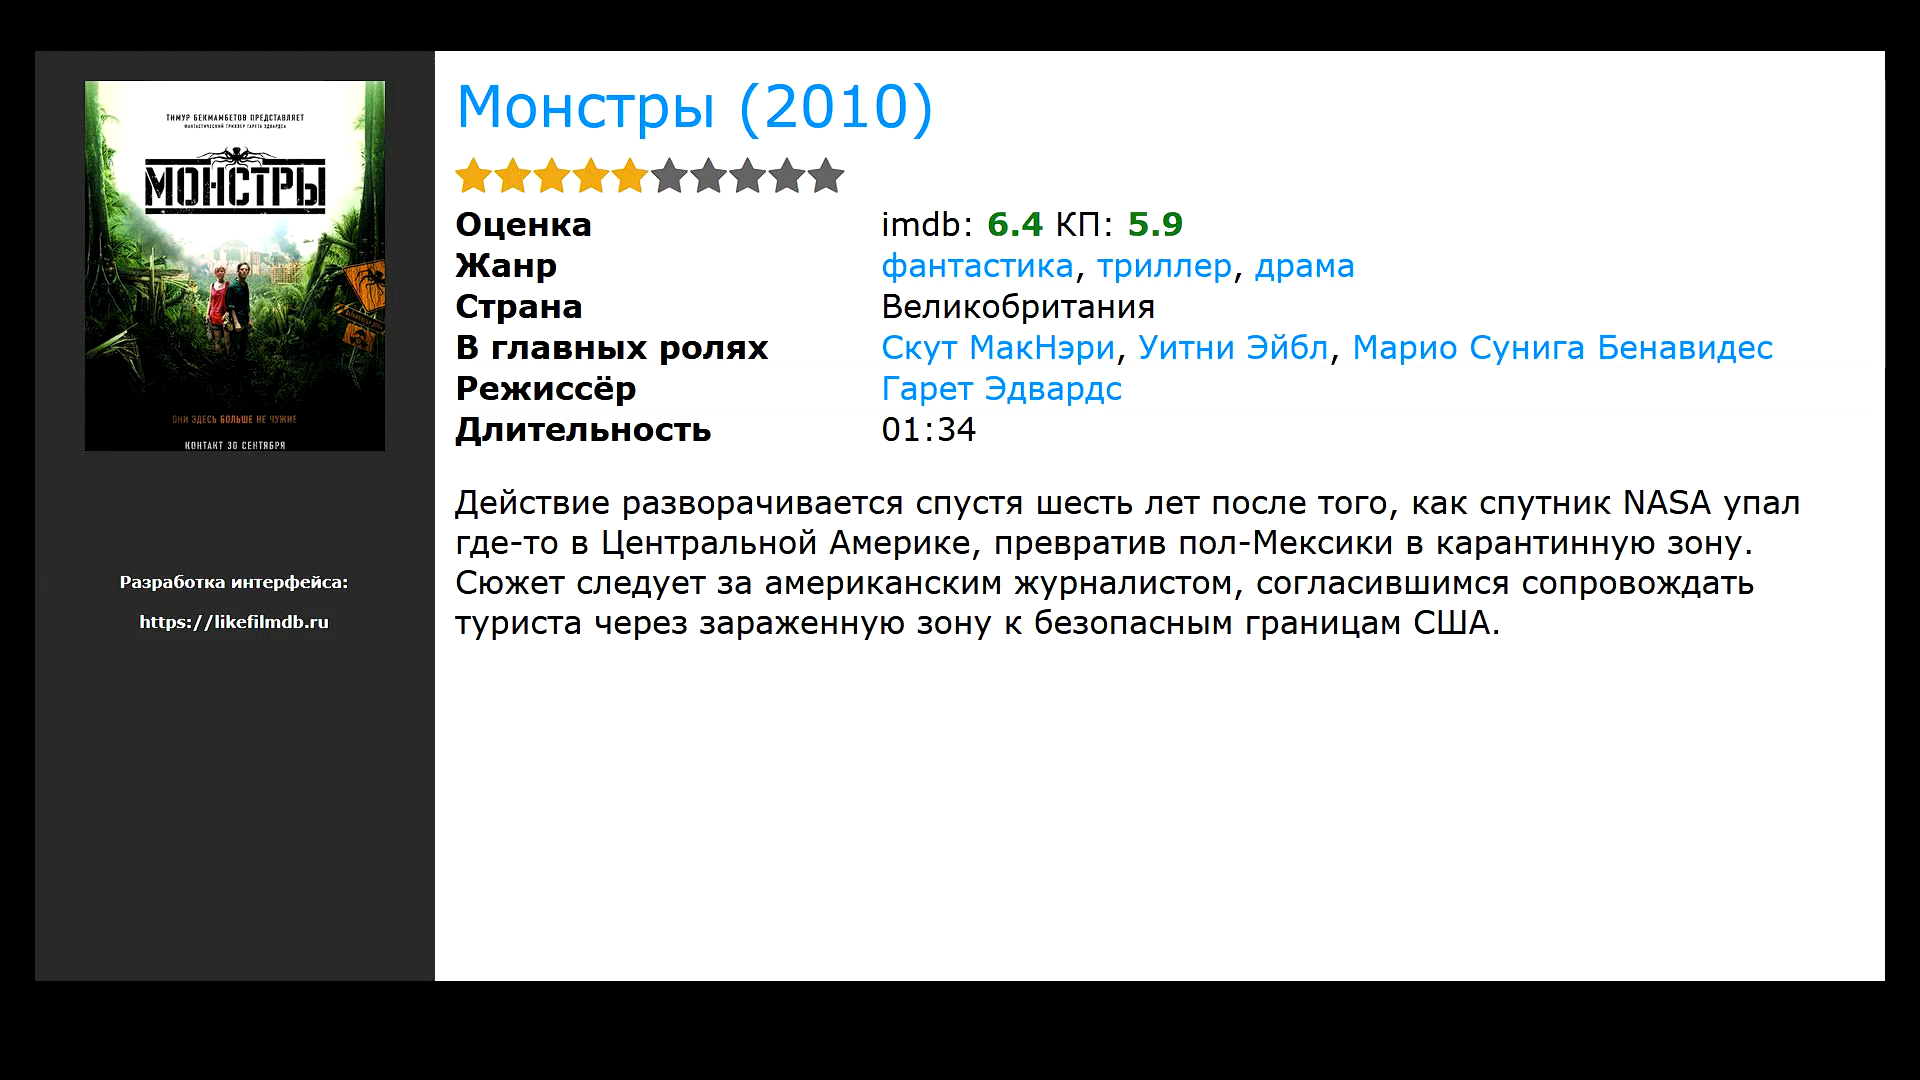 ТИМУР БЕКМАМБЕТОВ ПРЕДСТАВЛЯЕТ
ФАНТАСТИЧЕСКИЙ ТРИЛЛЕР ГАРЕТА ЭДВАРДСА
МОНСТРЫ
ОНИ ЗДЕСЬ БОЛЬШЕ НЕ ЧУЖИЕ
КОНТАКТ 30 СЕНТЯБРЯ
Разработка интерфейса:
https://likefilmdb.ru
Монстры (2010)
Оценка imdb: 6.4 КП: 5.9
Жанр фантастика, триллер, драма
Страна Великобритания
В главных ролях Скут МакНэри, Уитни Эйбл, Марио Сунига Бенавидес
Режиссёр Гарет Эдвардс
Длительность 01:34
Действие разворачивается спустя шесть лет после того, как спутник NASA упал
где-то в Центральной Америке, превратив пол-Мексики в карантинную зону.
Сюжет следует за американским журналистом, согласившимся сопровождать
туриста через зараженную зону к безопасным границам США.